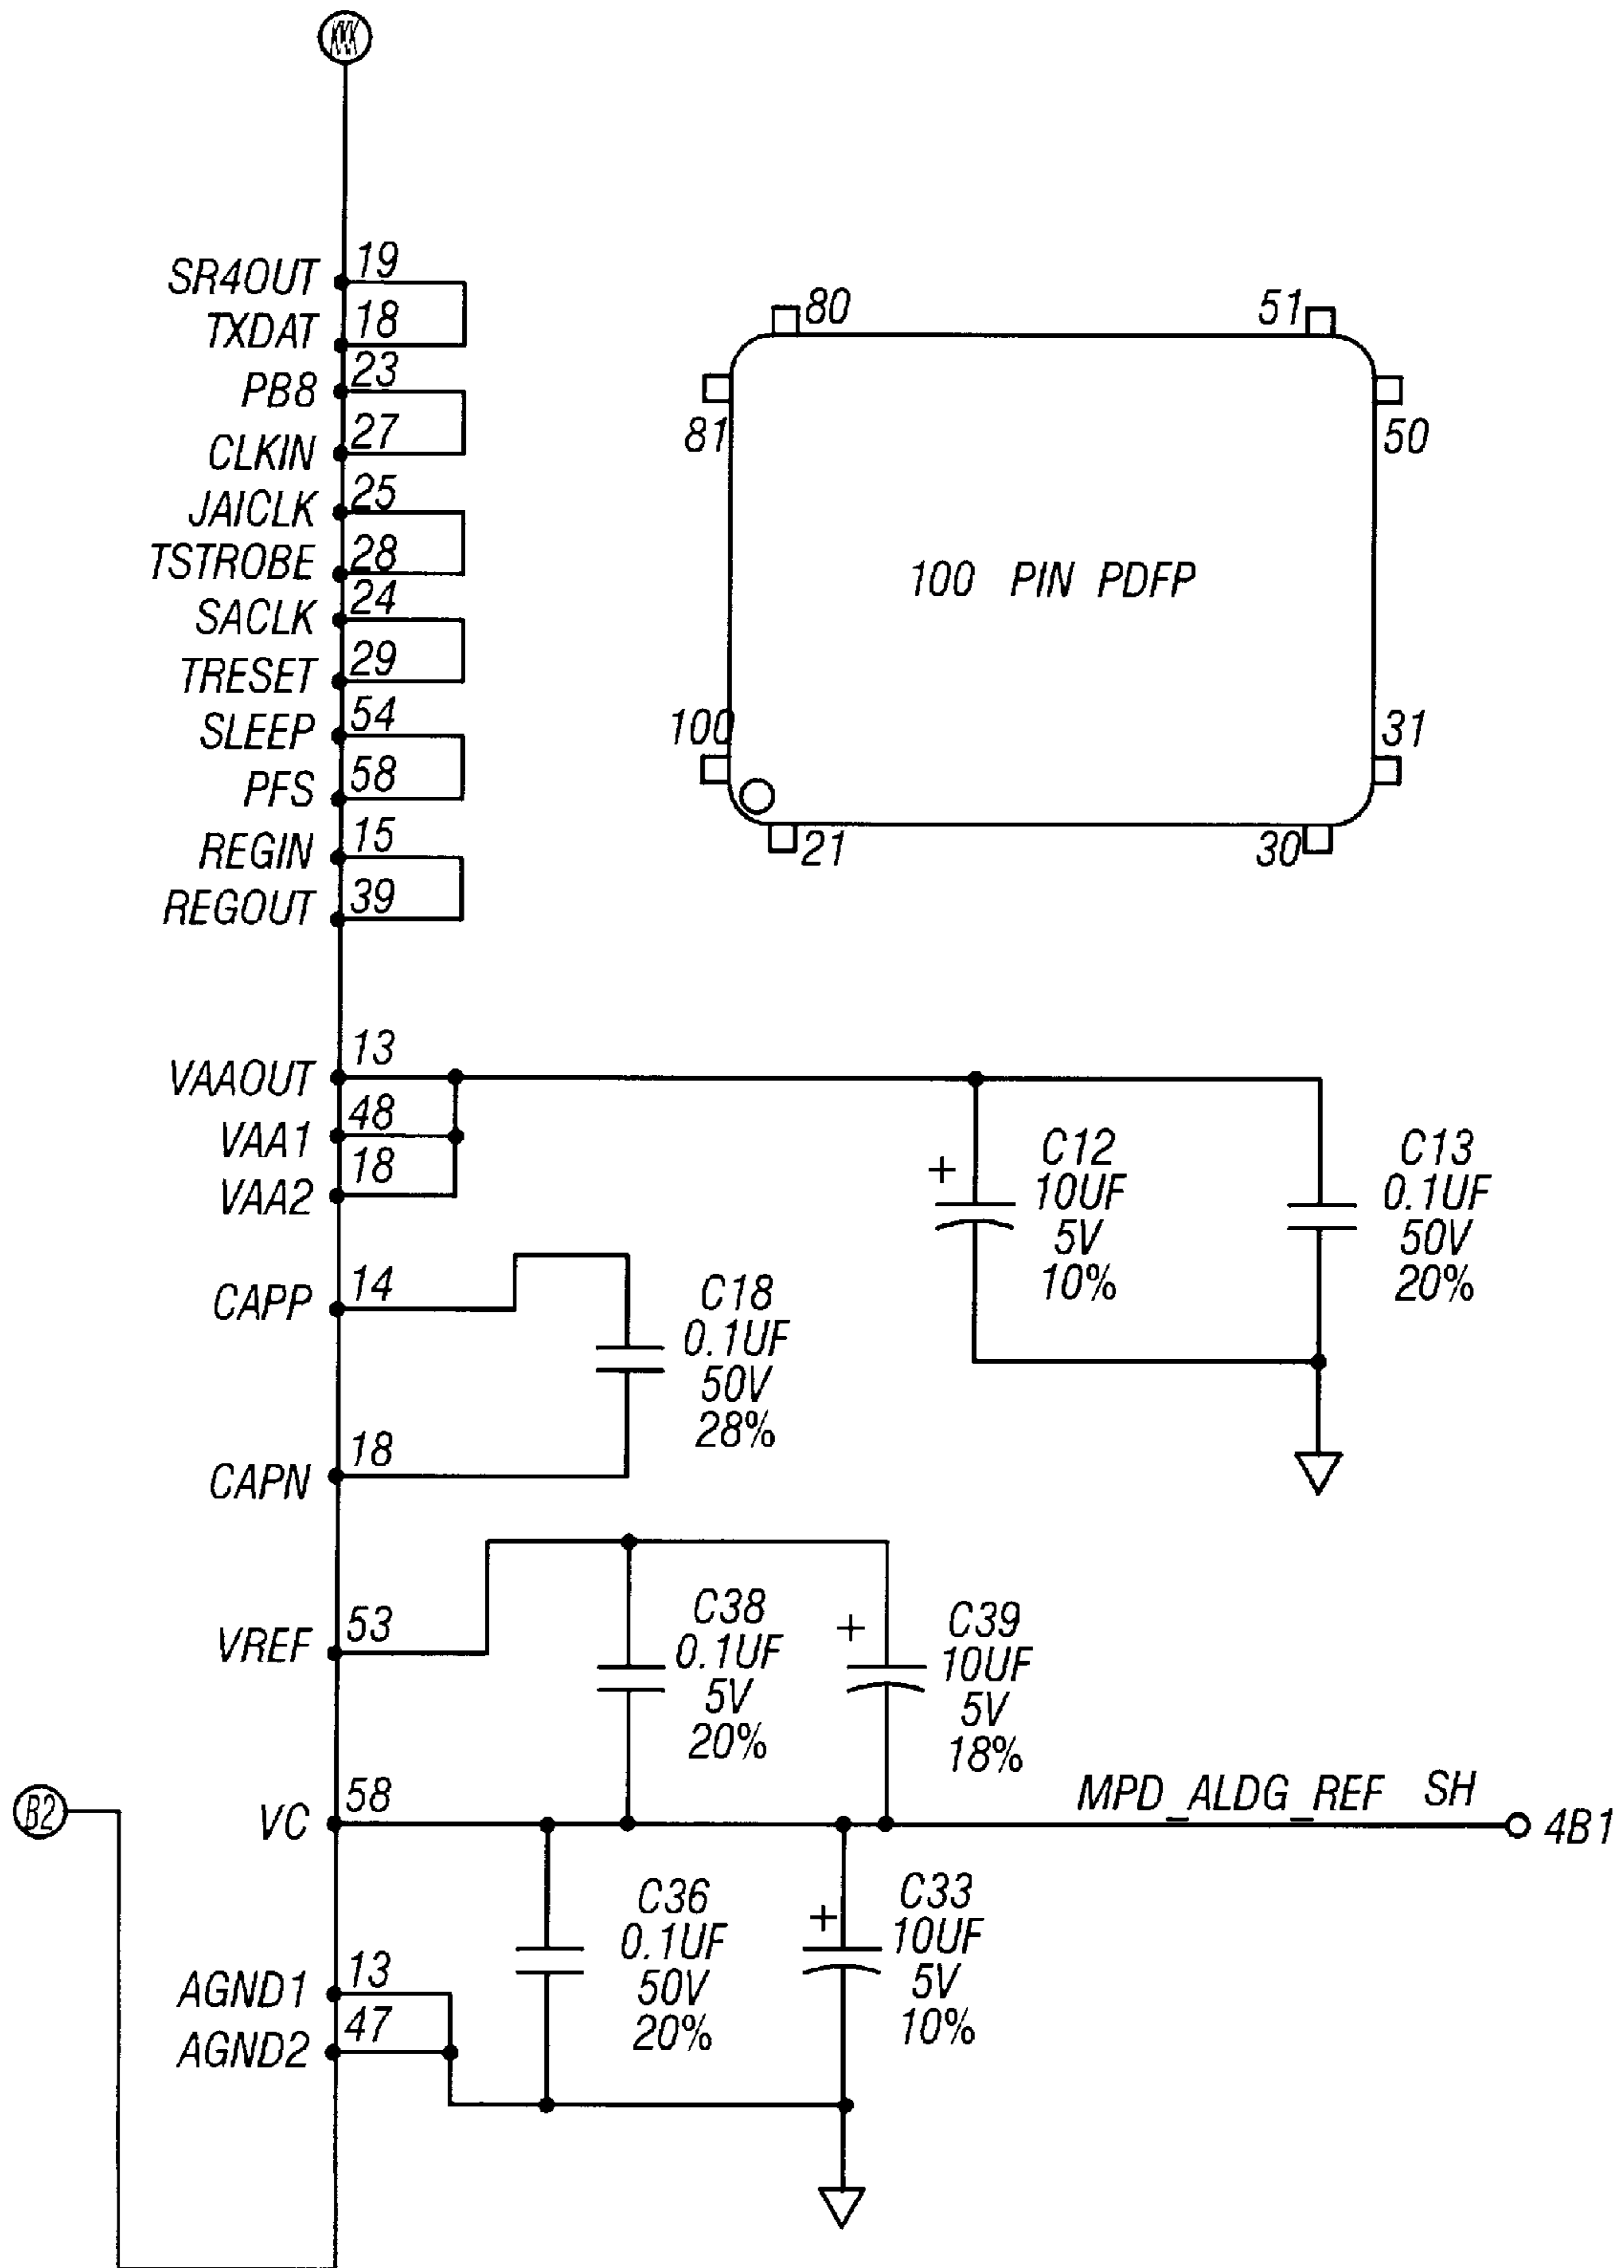 KKK
SR4OUT 19
TXDAT 18
PB8 23
CLKIN 27
JAICLK 25
TSTROBE 28
SACLK 24
TRESET 29
SLEEP 54
PFS 58
REGIN 15
REGOUT 39
80
51
81
50
100 PIN PDFP
100
31
21
30
VAAOUT 13
VAA1 48
VAA2 18
+
C12
10UF
5V
10%
C13
0.1UF
50V
20%
CAPP 14
C18
0.1UF
50V
28%
CAPN 18
VREF 53
C38
0.1UF
5V
20%
+
C39
10UF
5V
18%
B2
VC 58
MPD_ALDG_REF SH
4B1
C36
0.1UF
50V
20%
+
C33
10UF
5V
10%
AGND1 13
AGND2 47